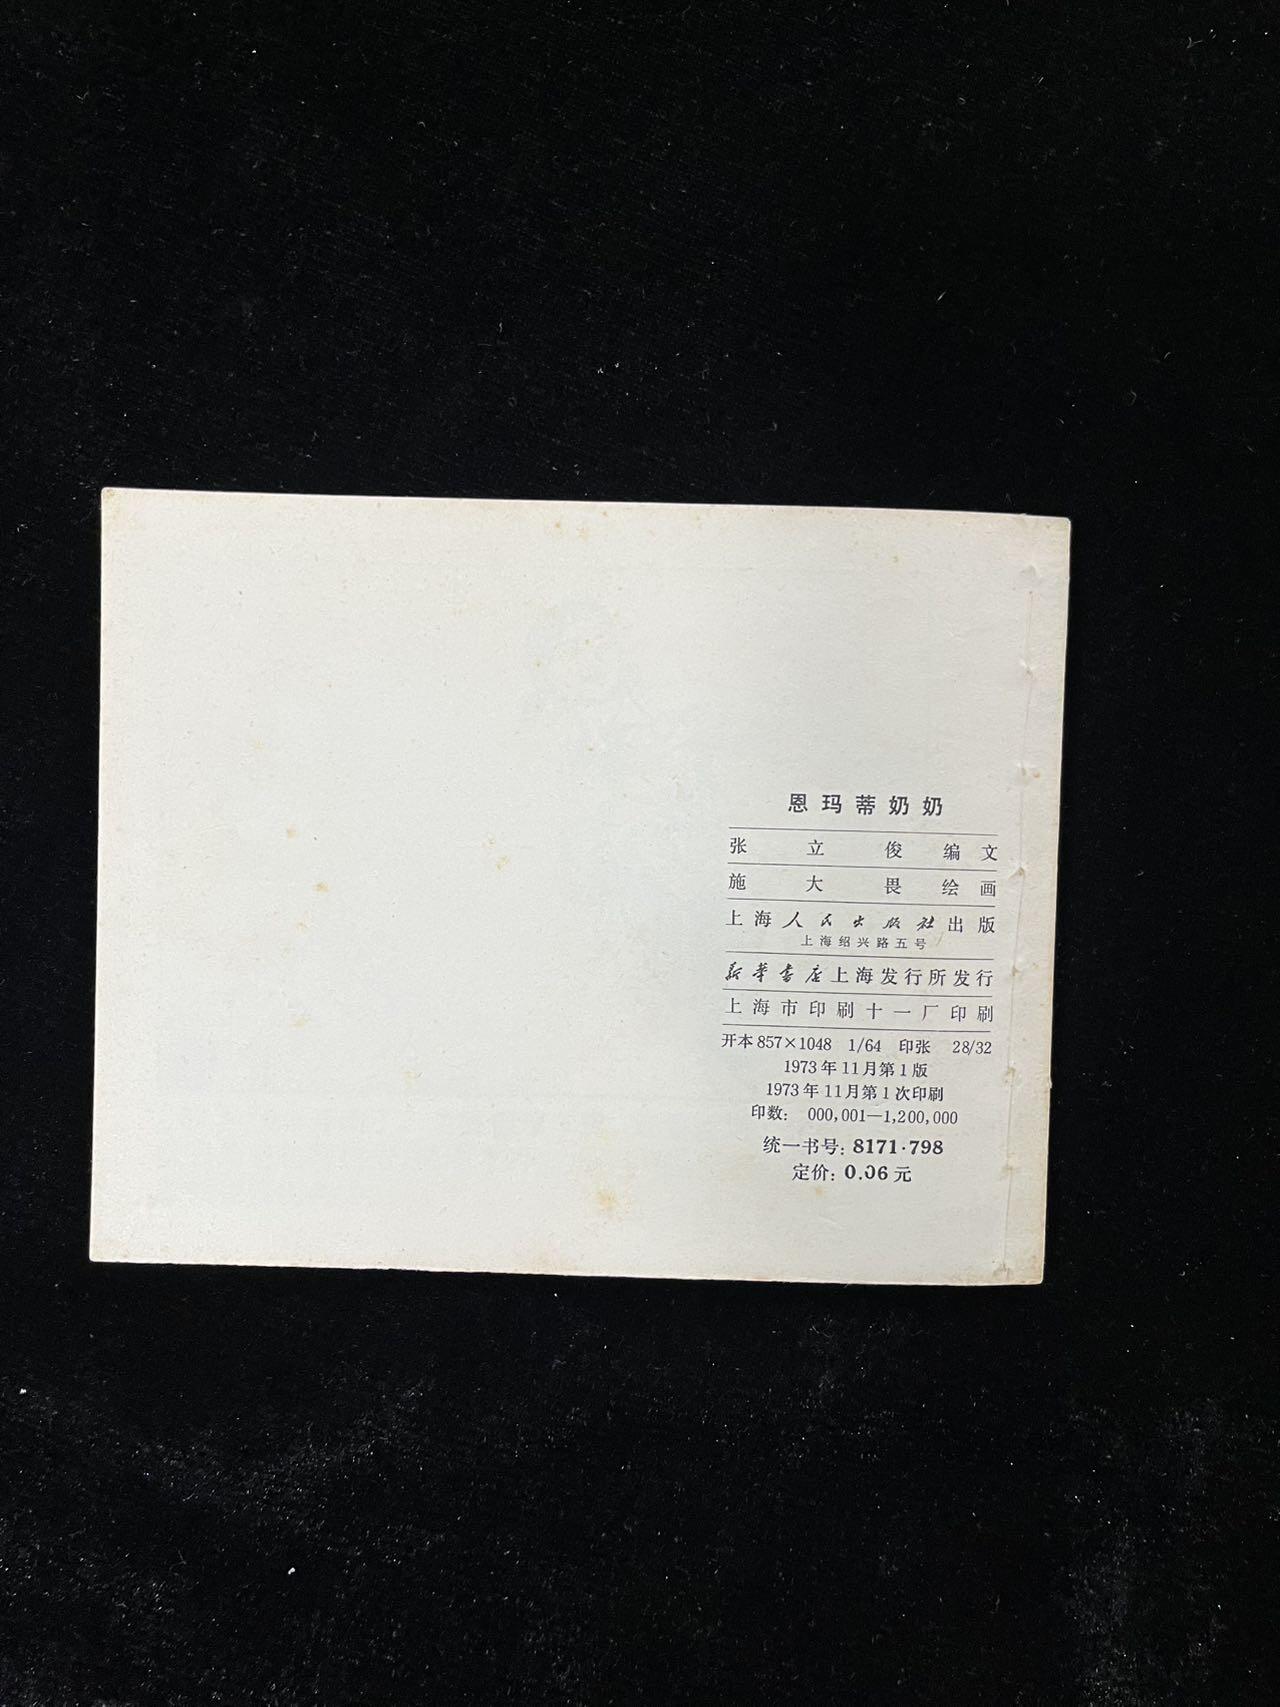 恩玛蒂奶奶
张立俊编文
施大畏绘画
上海人民出版社出版
上海绍兴路五号
新华书店上海发行所发行
上海市印刷十一厂印刷
开本 857×1048 1/64 印张 28/32
1973年11月第1版
1973年11月第1次印刷
印数: 000,001—1,200,000
统一书号: 8171·798
定价: 0.06元